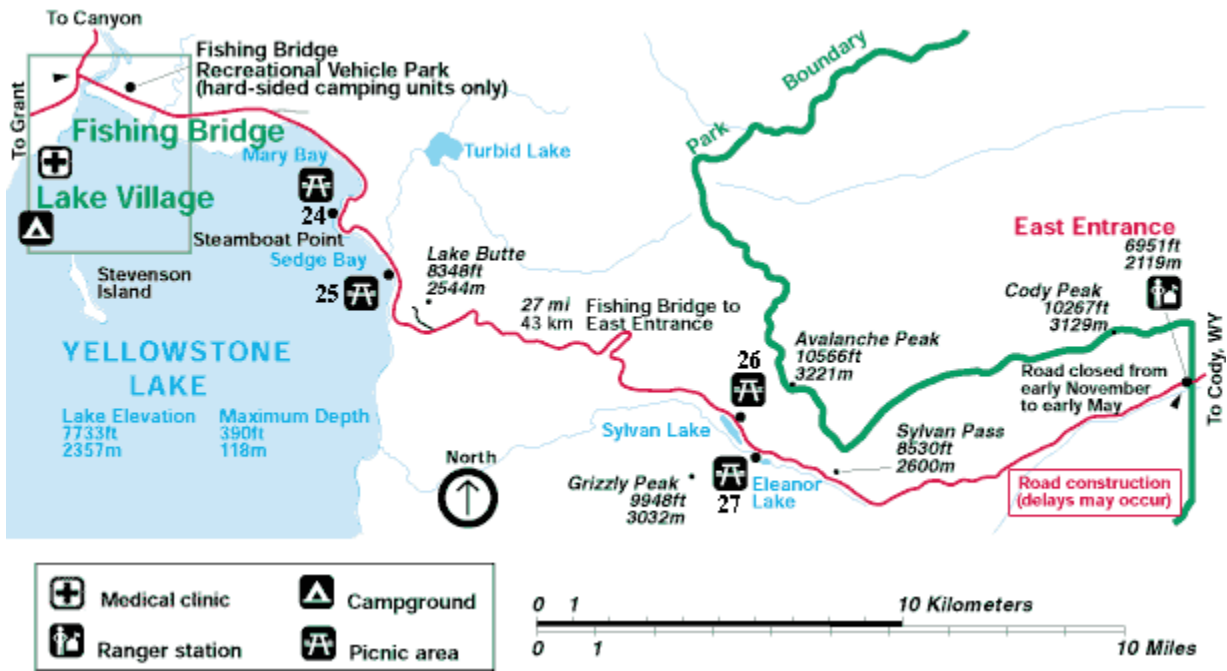 To Canyon
Fishing Bridge
Recreational Vehicle Park
(hard-sided camping units only)
To Grant
Fishing Bridge
Mary Bay
Lake Village
24
Steamboat Point
Sedge Bay
25
Stevenson
Island
Turbid Lake
Lake Butte
8348ft
2544m
27 mi
43 km
Fishing Bridge to
East Entrance
Park
Boundary
YELLOWSTONE
LAKE
Lake Elevation
7733ft
2357m
Maximum Depth
390ft
118m
North
26
Sylvan Lake
Avalanche Peak
10566ft
3221m
Grizzly Peak
9948ft
3032m
27
Eleanor
Lake
Sylvan Pass
8530ft
2600m
East Entrance
6951ft
2119m
Cody Peak
10267ft
3129m
Road closed from
early November
to early May
To Cody, WY
Road construction
(delays may occur)
Medical clinic
Campground
Ranger station
Picnic area
0 1 10 Kilometers
0 1 10 Miles